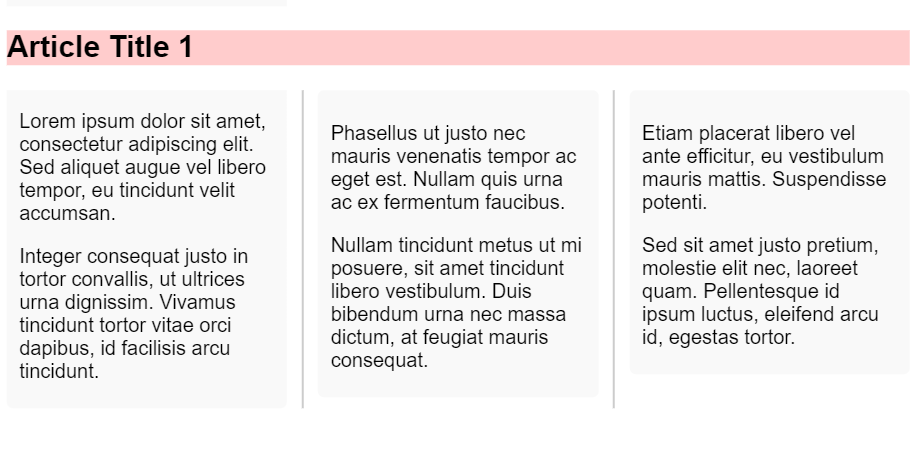 Article Title 1
Lorem ipsum dolor sit amet,
consectetur adipiscing elit.
Sed aliquet augue vel libero
tempor, eu tincidunt velit
accumsan.
Integer consequat justo in
tortor convallis, ut ultrices
urna dignissim. Vivamus
tincidunt tortor vitae orci
dapibus, id facilisis arcu
tincidunt.
Phasellus ut justo nec
mauris venenatis tempor ac
eget est. Nullam quis urna
ac ex fermentum faucibus.
Nullam tincidunt metus ut mi
posuere, sit amet tincidunt
libero vestibulum. Duis
bibendum urna nec massa
dictum, at feugiat mauris
consequat.
Etiam placerat libero vel
ante efficitur, eu vestibulum
mauris mattis. Suspendisse
potenti.
Sed sit amet justo pretium,
molestie elit nec, laoreet
quam. Pellentesque id
ipsum luctus, eleifend arcu
id, egestas tortor.